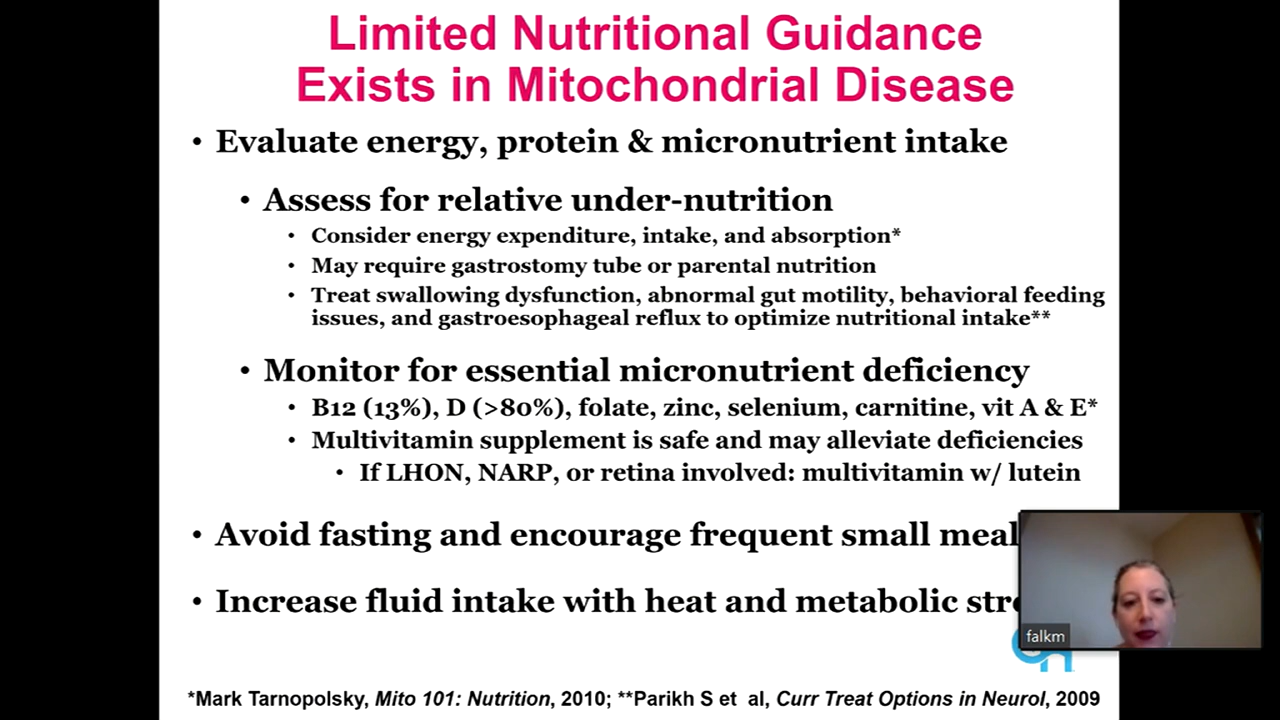 Limited Nutritional Guidance
Exists in Mitochondrial Disease
• Evaluate energy, protein & micronutrient intake
• Assess for relative under-nutrition
• Consider energy expenditure, intake, and absorption*
• May require gastrostomy tube or parental nutrition
• Treat swallowing dysfunction, abnormal gut motility, behavioral feeding
issues, and gastroesophageal reflux to optimize nutritional intake**
• Monitor for essential micronutrient deficiency
• B12 (13%), D (>80%), folate, zinc, selenium, carnitine, vit A & E*
• Multivitamin supplement is safe and may alleviate deficiencies
• If LHON, NARP, or retina involved: multivitamin w/ lutein
• Avoid fasting and encourage frequent small meal
• Increase fluid intake with heat and metabolic
falkm
*Mark Tarnopolsky, Mito 101: Nutrition, 2010; **Parikh S et al, Curr Treat Options in Neurol, 2009